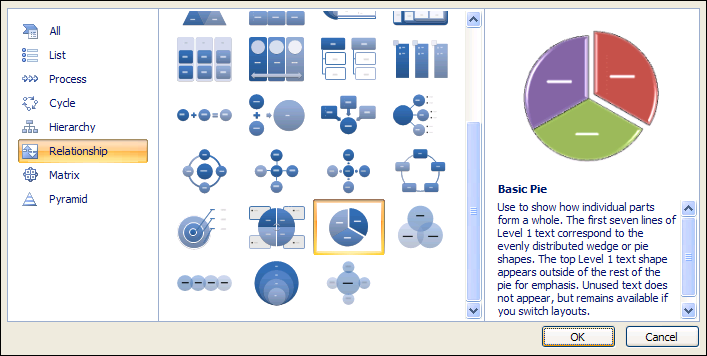 All
List
Process
Cycle
Hierarchy
Relationship
Matrix
Pyramid
Basic Pie
Use to show how individual parts
form a whole. The first seven lines of
Level 1 text correspond to the
evenly distributed wedge or pie
shapes. The top Level 1 text shape
appears outside of the rest of the
pie for emphasis. Unused text does
not appear, but remains available if
you switch layouts.
OK
Cancel